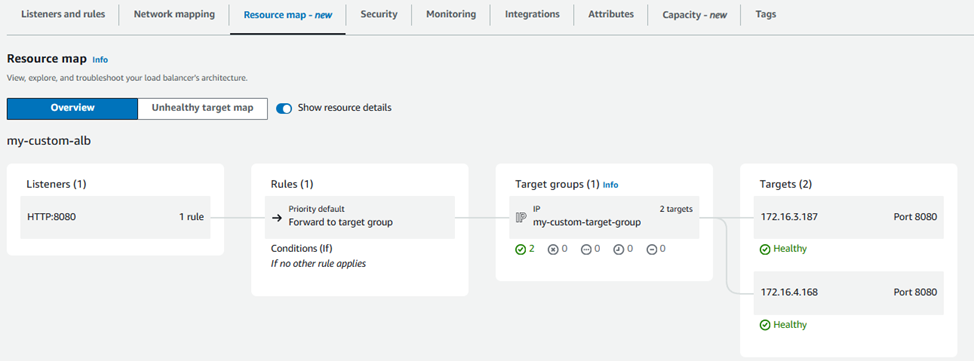 Listeners and rules
Network mapping
Resource map - new
Security
Monitoring
Integrations
Attributes
Capacity - new
Tags
Resource map Info
View, explore, and troubleshoot your load balancer's architecture.
Overview
Unhealthy target map
Show resource details
my-custom-alb
Listeners (1)
HTTP:8080 1 rule
Rules (1)
Priority default
Forward to target group
Conditions (If)
If no other rule applies
Target groups (1) Info
IP IP 2 targets
my-custom-target-group
2 0 0 0 0
Targets (2)
172.16.3.187 Port 8080
Healthy
172.16.4.168 Port 8080
Healthy